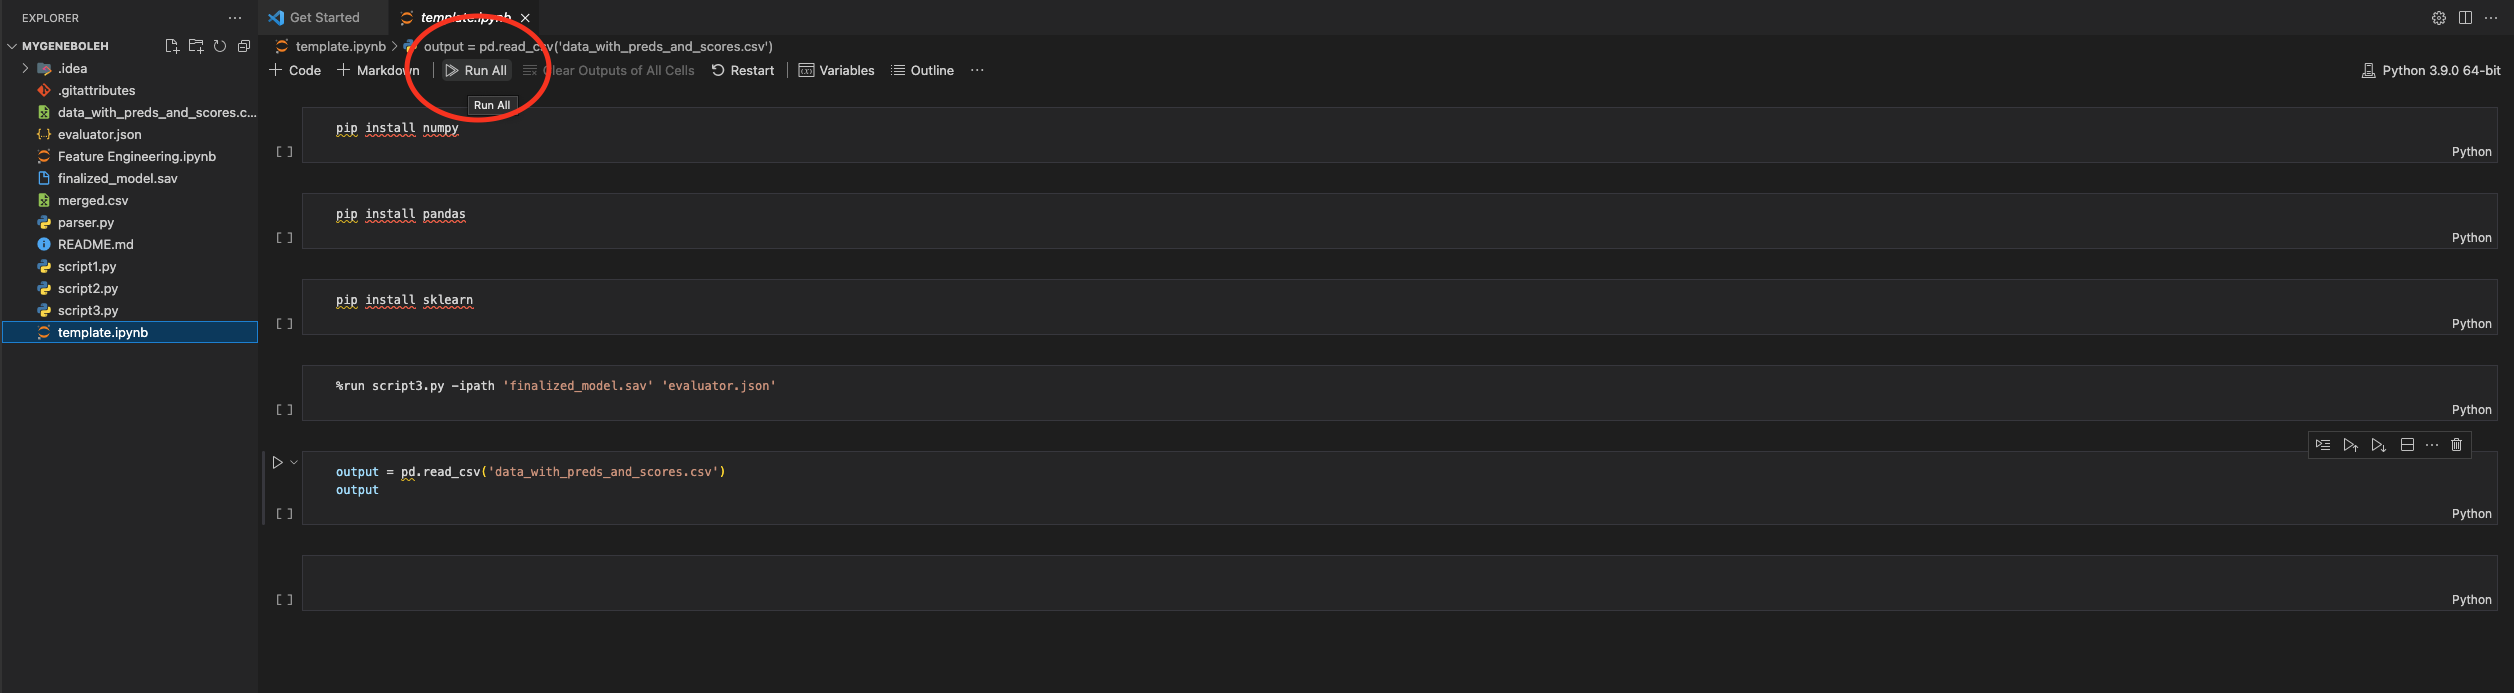 EXPLORER
Get Started
template.ipynb
MYGENEBOLEH
template.ipynb > output = pd.read_csv('data_with_preds_and_scores.csv')
Code
Markdown
Run All
Clear Outputs of All Cells
Restart
Variables
Outline
Python 3.9.0 64-bit
Run All
.idea
.gitattributes
data_with_preds_and_scores.c...
evaluator.json
Feature Engineering.ipynb
finalized_model.sav
merged.csv
parser.py
README.md
script1.py
script2.py
script3.py
template.ipynb
pip install numpy
[ ]
Python
pip install pandas
[ ]
Python
pip install sklearn
[ ]
Python
%run script3.py -ipath 'finalized_model.sav' 'evaluator.json'
[ ]
Python
output = pd.read_csv('data_with_preds_and_scores.csv')
output
[ ]
Python
[ ]
Python